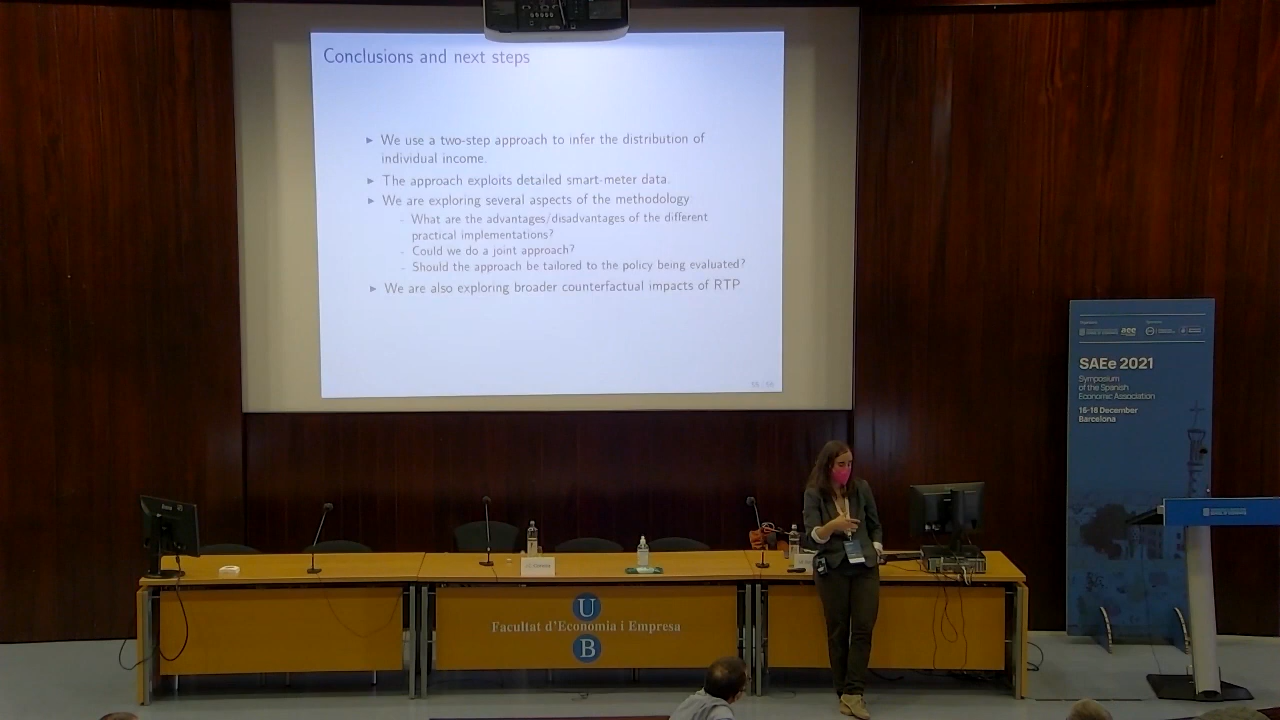 Conclusions and next steps
We use a two-step approach to infer the distribution of
individual income.
The approach exploits detailed smart-meter data.
We are exploring several aspects of the methodology
- What are the advantages/disadvantages of the different
practical implementations?
- Could we do a joint approach?
- Should the approach be tailored to the policy being evaluated?
We are also exploring broader counterfactual impacts of RTP
SAEe 2021
Symposium
of the Spanish
Economic Association
16-18 December
Barcelona
U
Facultat d'Economia i Empresa
B